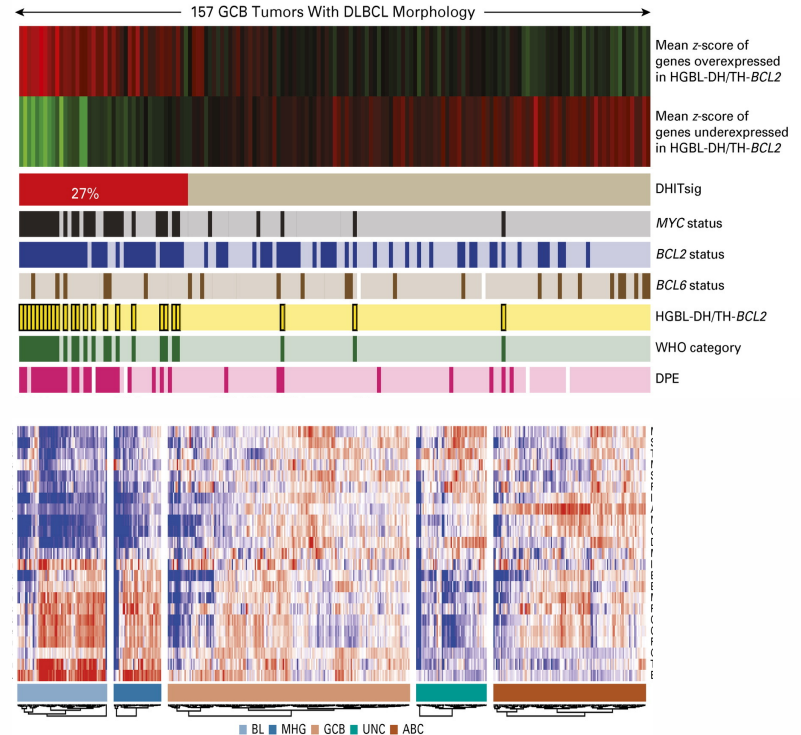 157 GCB Tumors With DLBCL Morphology
Mean z-score of
genes overexpressed
in HGBL-DH/TH-BCL2
Mean z-score of
genes underexpressed
in HGBL-DH/TH-BCL2
27%
DHITsig
MYC status
BCL2 status
BCL6 status
HGBL-DH/TH-BCL2
WHO category
DPE
BL MHG GCB UNC ABC